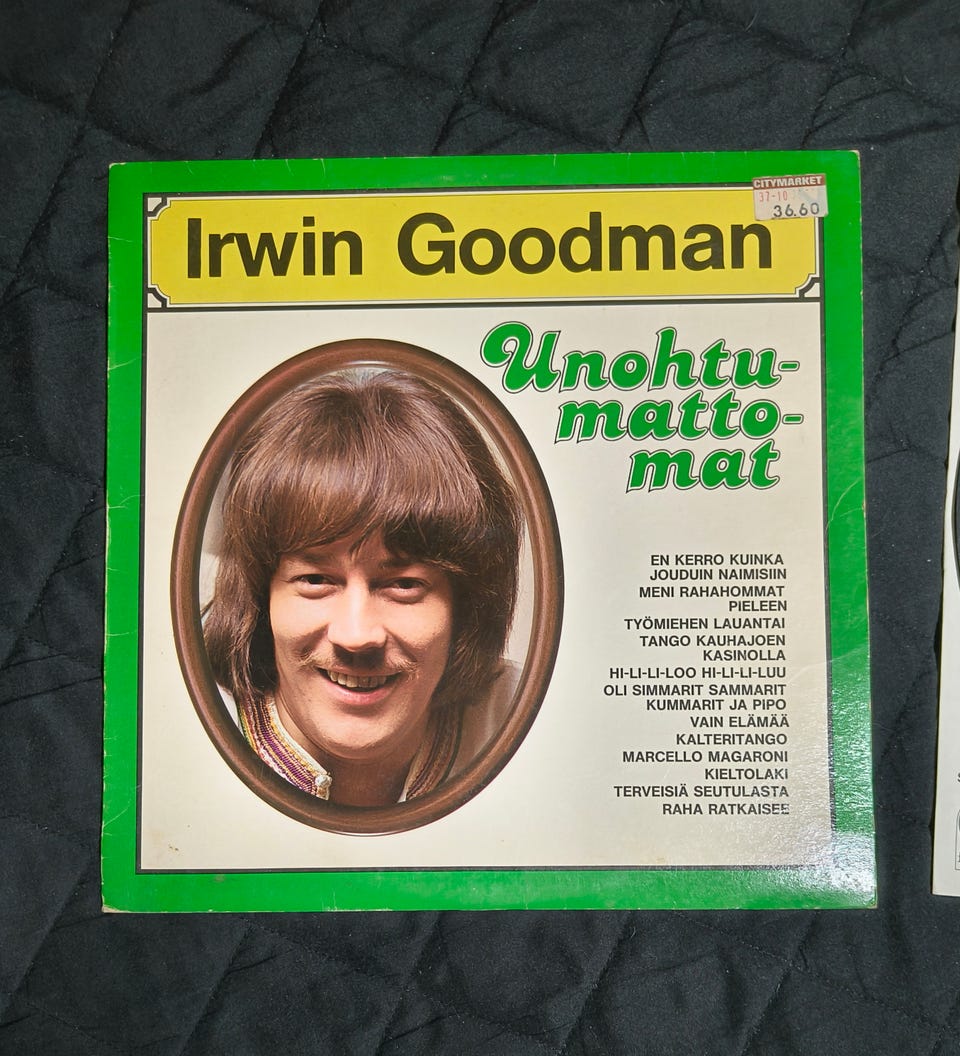 CITYMARKET
37-10
36.60
Irwin Goodman
Unohtu-
matto-
mat
EN KERRO KUINKA
JOUDUIN NAIMISIIN
MENI RAHAHOMMAT
PIELEEN
TYÖMIEHEN LAUANTAI
TANGO KAUHAJOEN
KASINOLLA
HI-LI-LI-LOO HI-LI-LI-LUU
OLI SIMMARIT SAMMARIT
KUMMARIT JA PIPO
VAIN ELÄMÄÄ
KALTERITANGO
MARCELLO MAGARONI
KIELTOLAKI
TERVEISIÄ SEUTULASTA
RAHA RATKAISEE